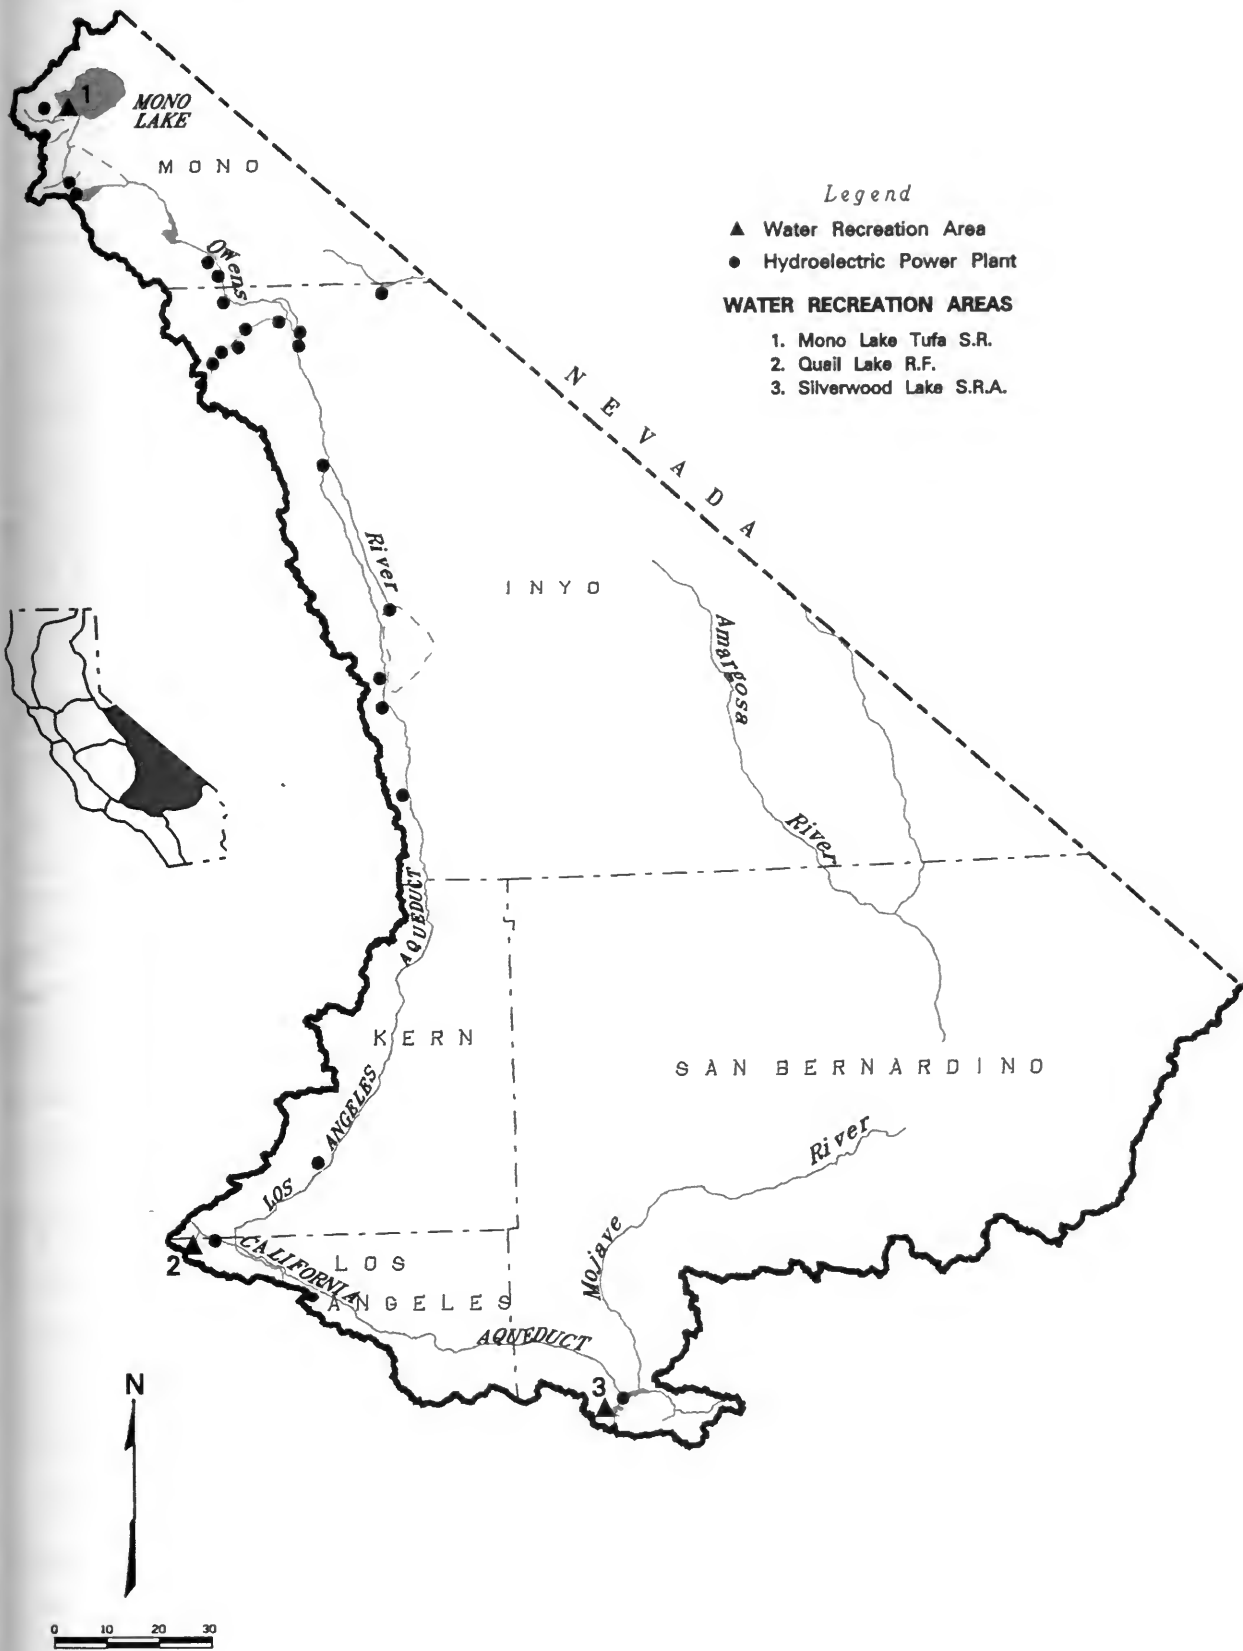 1
MONO
LAKE
MONO
Legend
▲ Water Recreation Area
● Hydroelectric Power Plant
WATER RECREATION AREAS
1. Mono Lake Tufa S.R.
2. Quail Lake R.F.
3. Silverwood Lake S.R.A.
Owens
River
NEVADA
INYO
Amargosa
River
LOS ANGELES AQUEDUCT
KERN
SAN BERNARDINO
Mojave
River
2
CALIFORNIA
AQUEDUCT
LOS
ANGELES
3
N
0 10 20 30